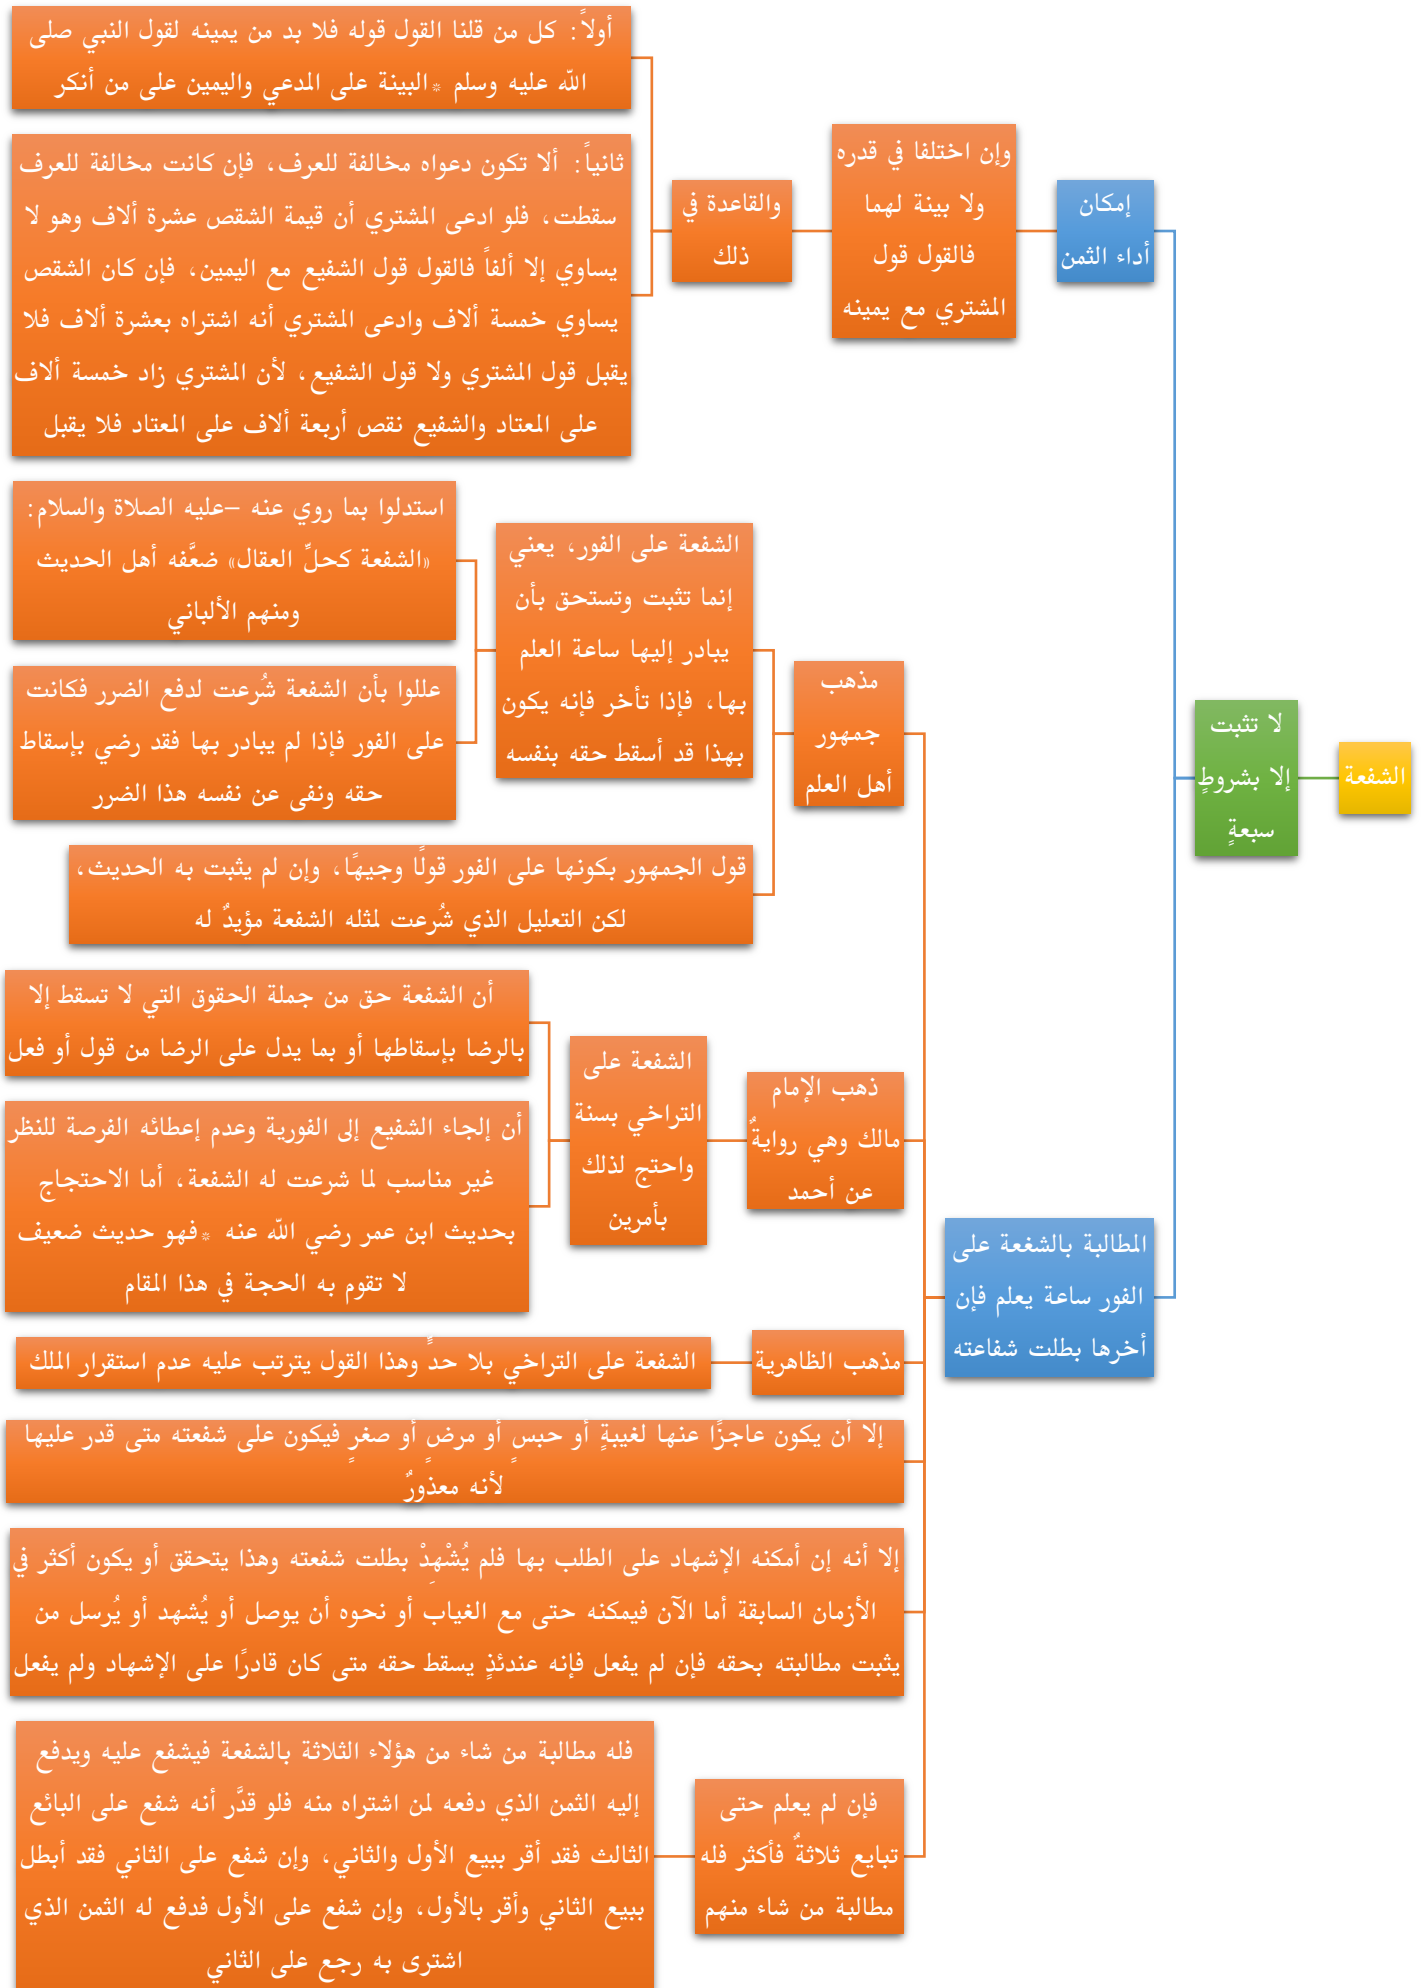 الشفعة
لا تثبت
إلا بشروطٍ
سبعةٍ
إمكان
أداء الثمن
وإن اختلفا في قدره
ولا بينة لهما
فالقول قول
المشتري مع يمينه
والقاعدة في
ذلك
أولاً: كل من قلنا القول قوله فلا بد من يمينه لقول النبي صلى
الله عليه وسلم *البينة على المدعي واليمين على من أنكر
ثانياً: ألا تكون دعواه مخالفة للعرف، فإن كانت مخالفة للعرف
سقطت، فلو ادعى المشتري أن قيمة الشقص عشرة ألاف وهو لا
يساوي إلا ألفاً فالقول قول الشفيع مع اليمين، فإن كان الشقص
يساوي خمسة ألاف وادعى المشتري أنه اشتراه بعشرة ألاف فلا
يقبل قول المشتري ولا قول الشفيع، لأن المشتري زاد خمسة ألاف
على المعتاد والشفيع نقص أربعة ألاف على المعتاد فلا يقبل
المطالبة بالشغعة على
الفور ساعة يعلم فإن
أخرها بطلت شفاعته
مذهب
جمهور
أهل العلم
الشفعة على الفور، يعني
إنما تثبت وتستحق بأن
يبادر إليها ساعة العلم
بها، فإذا تأخر فإنه يكون
بهذا قد أسقط حقه بنفسه
استدلوا بما روي عنه –عليه الصلاة والسلام:
«الشفعة كحلِّ العقال» ضعَّفه أهل الحديث
ومنهم الألباني
عللوا بأن الشفعة شُرعت لدفع الضرر فكانت
على الفور فإذا لم يبادر بها فقد رضي بإسقاط
حقه ونفى عن نفسه هذا الضرر
قول الجمهور بكونها على الفور قولًا وجيهًا، وإن لم يثبت به الحديث،
لكن التعليل الذي شُرعت لمثله الشفعة مؤيدٌ له
ذهب الإمام
مالك وهي روايةٌ
عن أحمد
الشفعة على
التراخي بسنة
واحتج لذلك
بأمرين
أن الشفعة حق من جملة الحقوق التي لا تسقط إلا
بالرضا بإسقاطها أو بما يدل على الرضا من قول أو فعل
أن إلجاء الشفيع إلى الفورية وعدم إعطائه الفرصة للنظر
غير مناسب لما شرعت له الشفعة، أما الاحتجاج
بحديث ابن عمر رضي الله عنه *فهو حديث ضعيف
لا تقوم به الحجة في هذا المقام
مذهب الظاهرية
الشفعة على التراخي بلا حدٍّ وهذا القول يترتب عليه عدم استقرار الملك
إلا أن يكون عاجزًا عنها لغيبةٍ أو حبسٍ أو مرضٍ أو صغرٍ فيكون على شفعته متى قدر عليها
لأنه معذورٌ
إلا أنه إن أمكنه الإشهاد على الطلب بها فلم يُشْهِدْ بطلت شفعته وهذا يتحقق أو يكون أكثر في
الأزمان السابقة أما الآن فيمكنه حتى مع الغياب أو نحوه أن يوصل أو يُشهد أو يُرسل من
يثبت مطالبته بحقه فإن لم يفعل فإنه عندئذٍ يسقط حقه متى كان قادرًا على الإشهاد ولم يفعل
فإن لم يعلم حتى
تبايع ثلاثةٌ فأكثر فله
مطالبة من شاء منهم
فله مطالبة من شاء من هؤلاء الثلاثة بالشفعة فيشفع عليه ويدفع
إليه الثمن الذي دفعه لمن اشتراه منه فلو قدَّر أنه شفع على البائع
الثالث فقد أقر ببيع الأول والثاني، وإن شفع على الثاني فقد أبطل
ببيع الثاني وأقر بالأول، وإن شفع على الأول فدفع له الثمن الذي
اشترى به رجع على الثاني